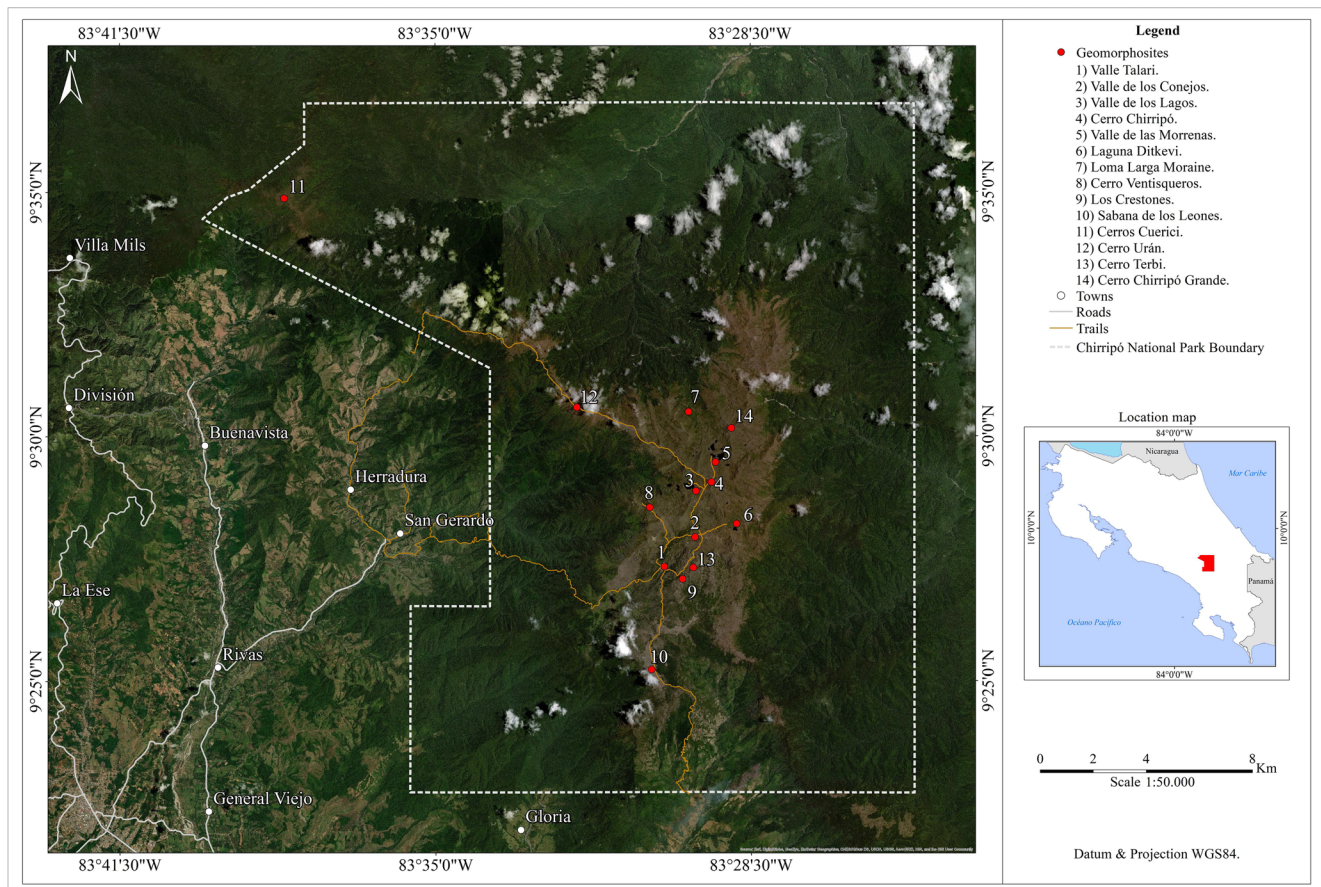 83°41'30"W
83°35'0"W
83°28'30"W
N
9°35'0"N
9°30'0"N
9°25'0"N
11
Villa Mils
División
Buenavista
12
7
14
5
Herradura
3
4
8
San Gerardo
6
2
1
13
9
La Ese
Rivas
10
General Viejo
Gloria
9°35'0"N
9°30'0"N
9°25'0"N
83°41'30"W
83°35'0"W
83°28'30"W
Legend
Geomorphosites
1) Valle Talari.
2) Valle de los Conejos.
3) Valle de los Lagos.
4) Cerro Chirripó.
5) Valle de las Morrenas.
6) Laguna Ditkevi.
7) Loma Larga Moraine.
8) Cerro Ventisqueros.
9) Los Crestones.
10) Sabana de los Leones.
11) Cerros Cuerici.
12) Cerro Urán.
13) Cerro Terbi.
14) Cerro Chirripó Grande.
Towns
Roads
Trails
Chirripó National Park Boundary
Location map
84°0'0"W
Nicaragua
Mar Caribe
10°0'0"N
10°0'0"N
Panamá
Océano Pacífico
84°0'0"W
0 2 4 8
Km
Scale 1:50.000
Datum & Projection WGS84.